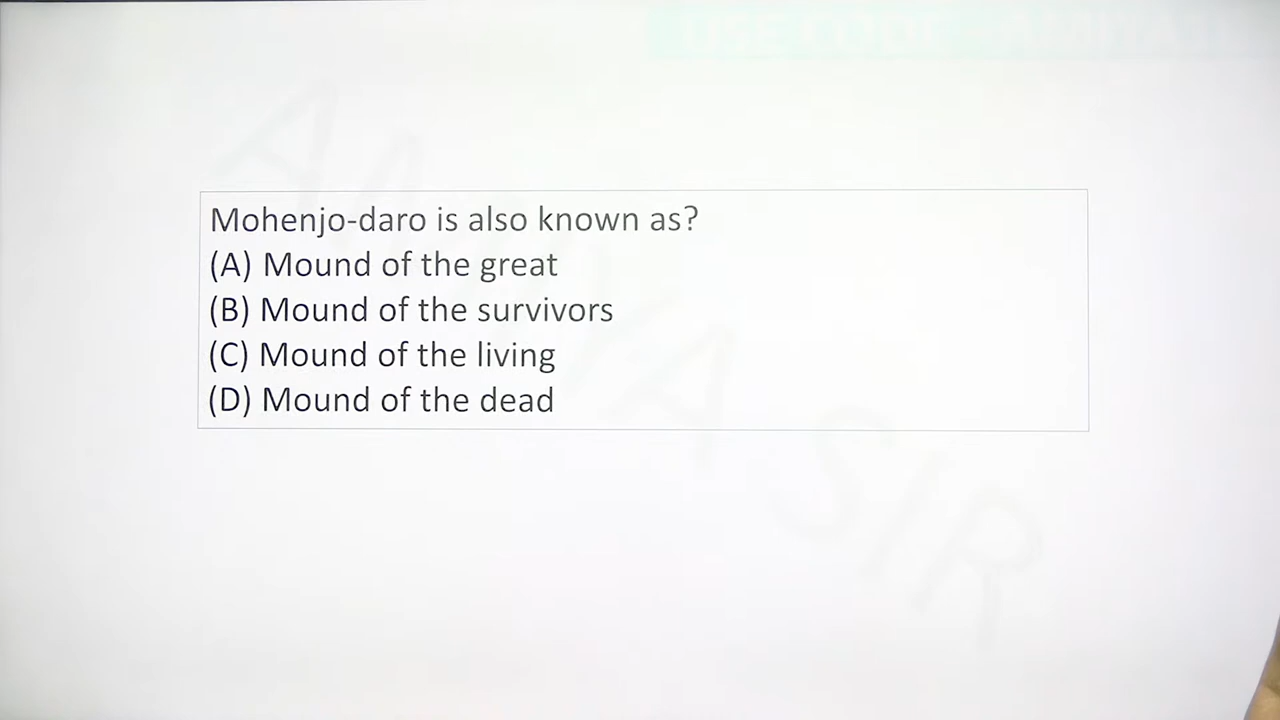 Mohenjo-daro is also known as?
(A) Mound of the great
(B) Mound of the survivors
(C) Mound of the living
(D) Mound of the dead
SIR